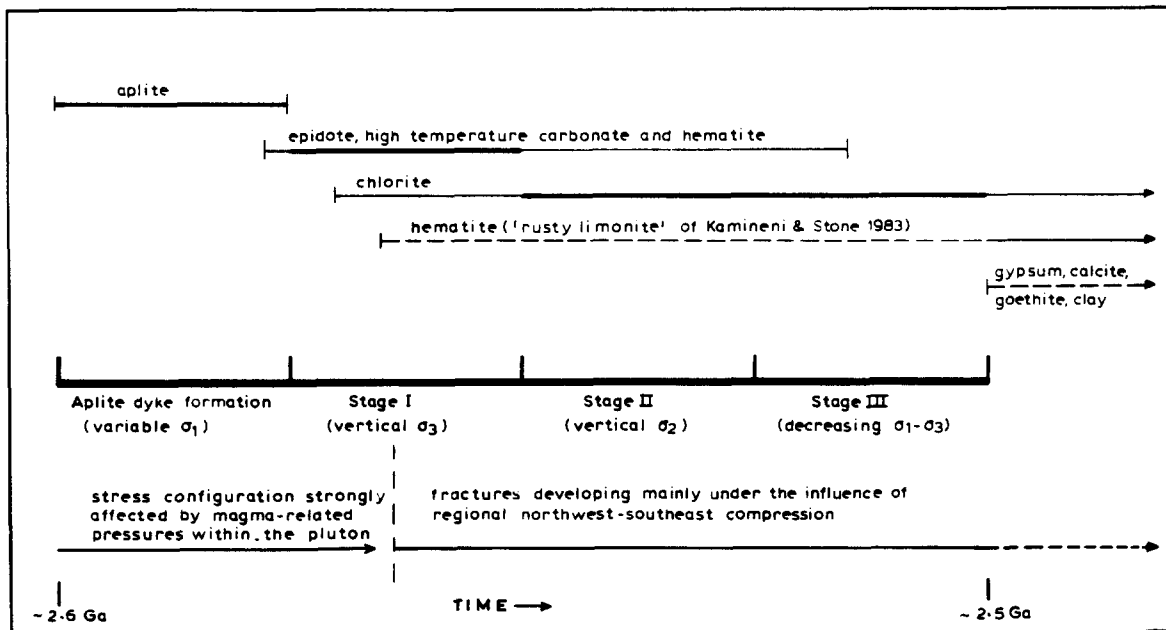 aplite
epidote, high temperature carbonate and hematite
chlorite
hematite ('rusty limonite' of Kamineni & Stone 1983)
gypsum, calcite,
goethite, clay
Aplite dyke formation
(variable σ1)
Stage I
(vertical σ3)
Stage II
(vertical σ2)
Stage III
(decreasing σ1-σ3)
stress configuration strongly
affected by magma-related
pressures within the pluton
fractures developing mainly under the influence of
regional northwest-southeast compression
~2.6 Ga
TIME →
~2.5 Ga